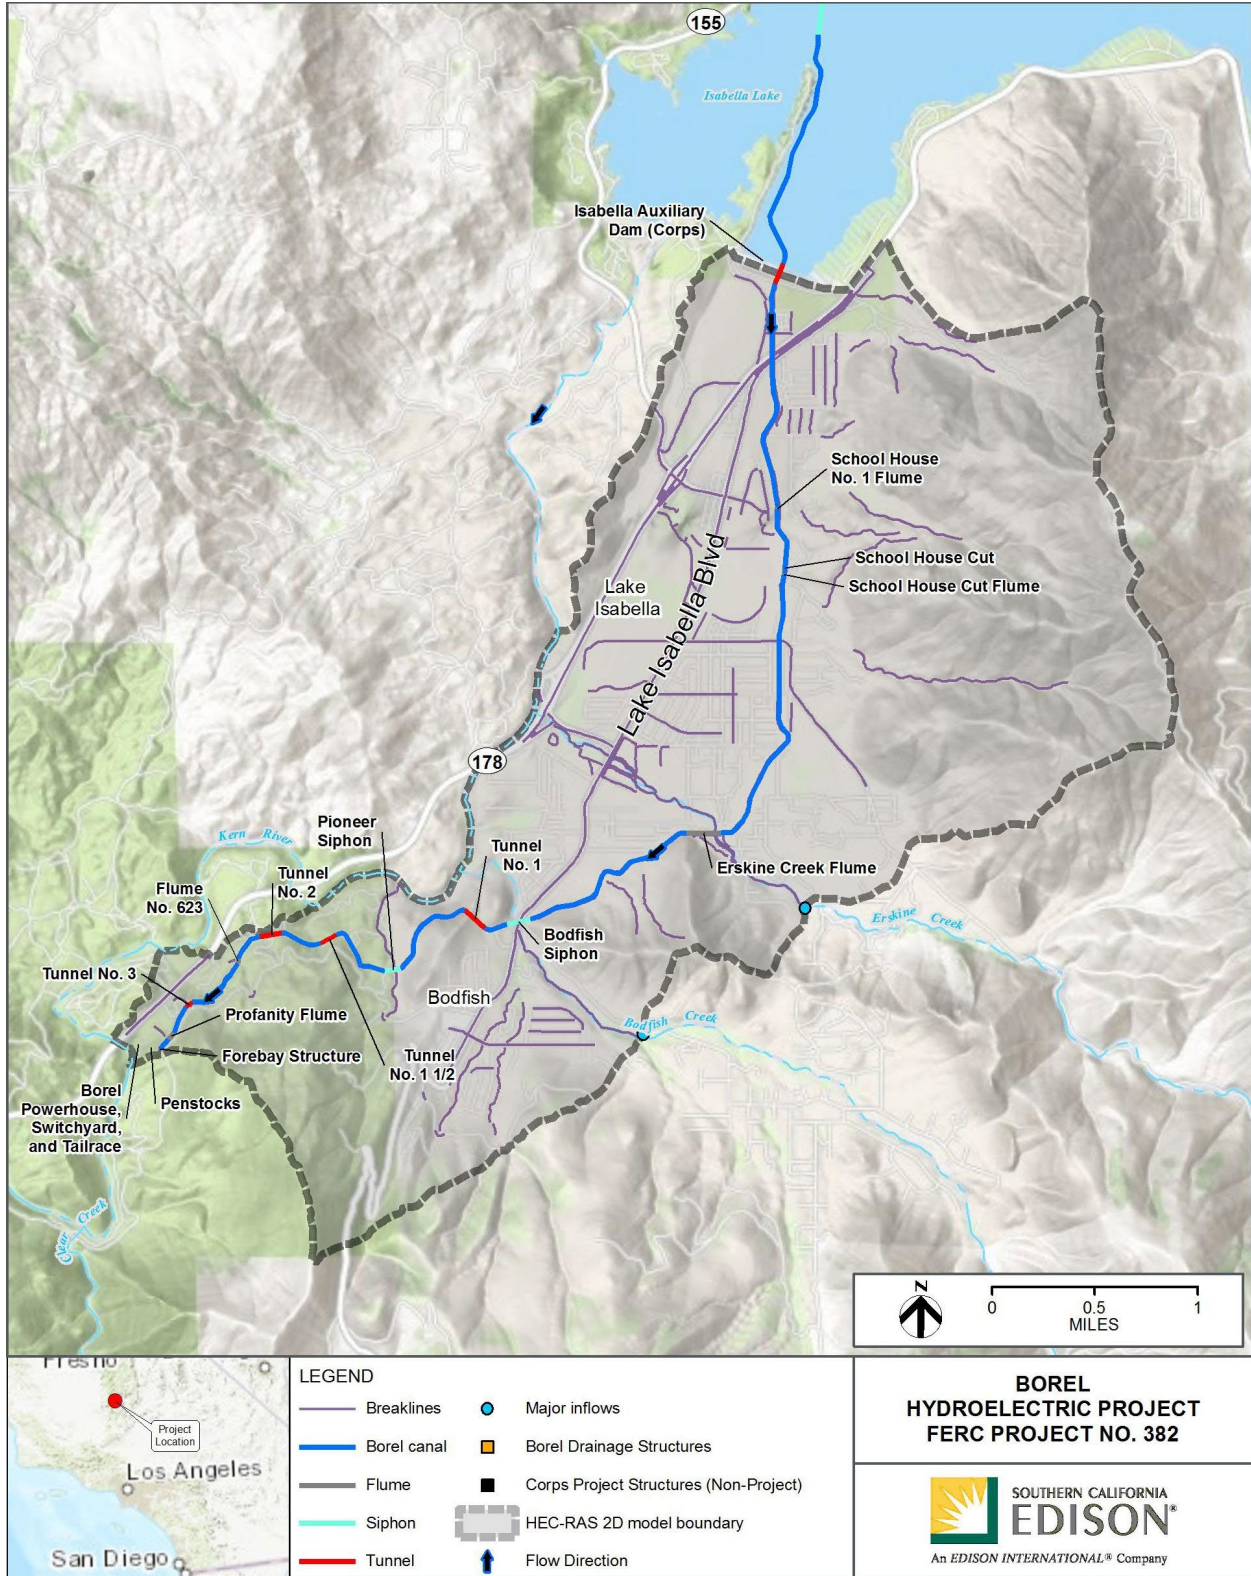 155
Isabella Lake
Isabella Auxiliary
Dam (Corps)
School House
No. 1 Flume
School House Cut
School House Cut Flume
Lake
Isabella
Lake Isabella Blvd
178
Kern River
Pioneer
Siphon
Tunnel
No. 1
Erskine Creek Flume
Tunnel
No. 2
Flume
No. 623
Erskine Creek
Bodfish
Siphon
Tunnel No. 3
Bodfish
Profanity Flume
Bodfish Creek
Forebay Structure
Tunnel
No. 1 1/2
Borel
Powerhouse,
Switchyard,
and Tailrace
Penstocks
Clear Creek
N
0 0.5 1
MILES
Fresno
Project
Location
Los Angeles
San Diego
LEGEND
Breaklines
Borel canal
Flume
Siphon
Tunnel
Major inflows
Borel Drainage Structures
Corps Project Structures (Non-Project)
HEC-RAS 2D model boundary
Flow Direction
BOREL
HYDROELECTRIC PROJECT
FERC PROJECT NO. 382
SOUTHERN CALIFORNIA
EDISON®
An EDISON INTERNATIONAL® Company